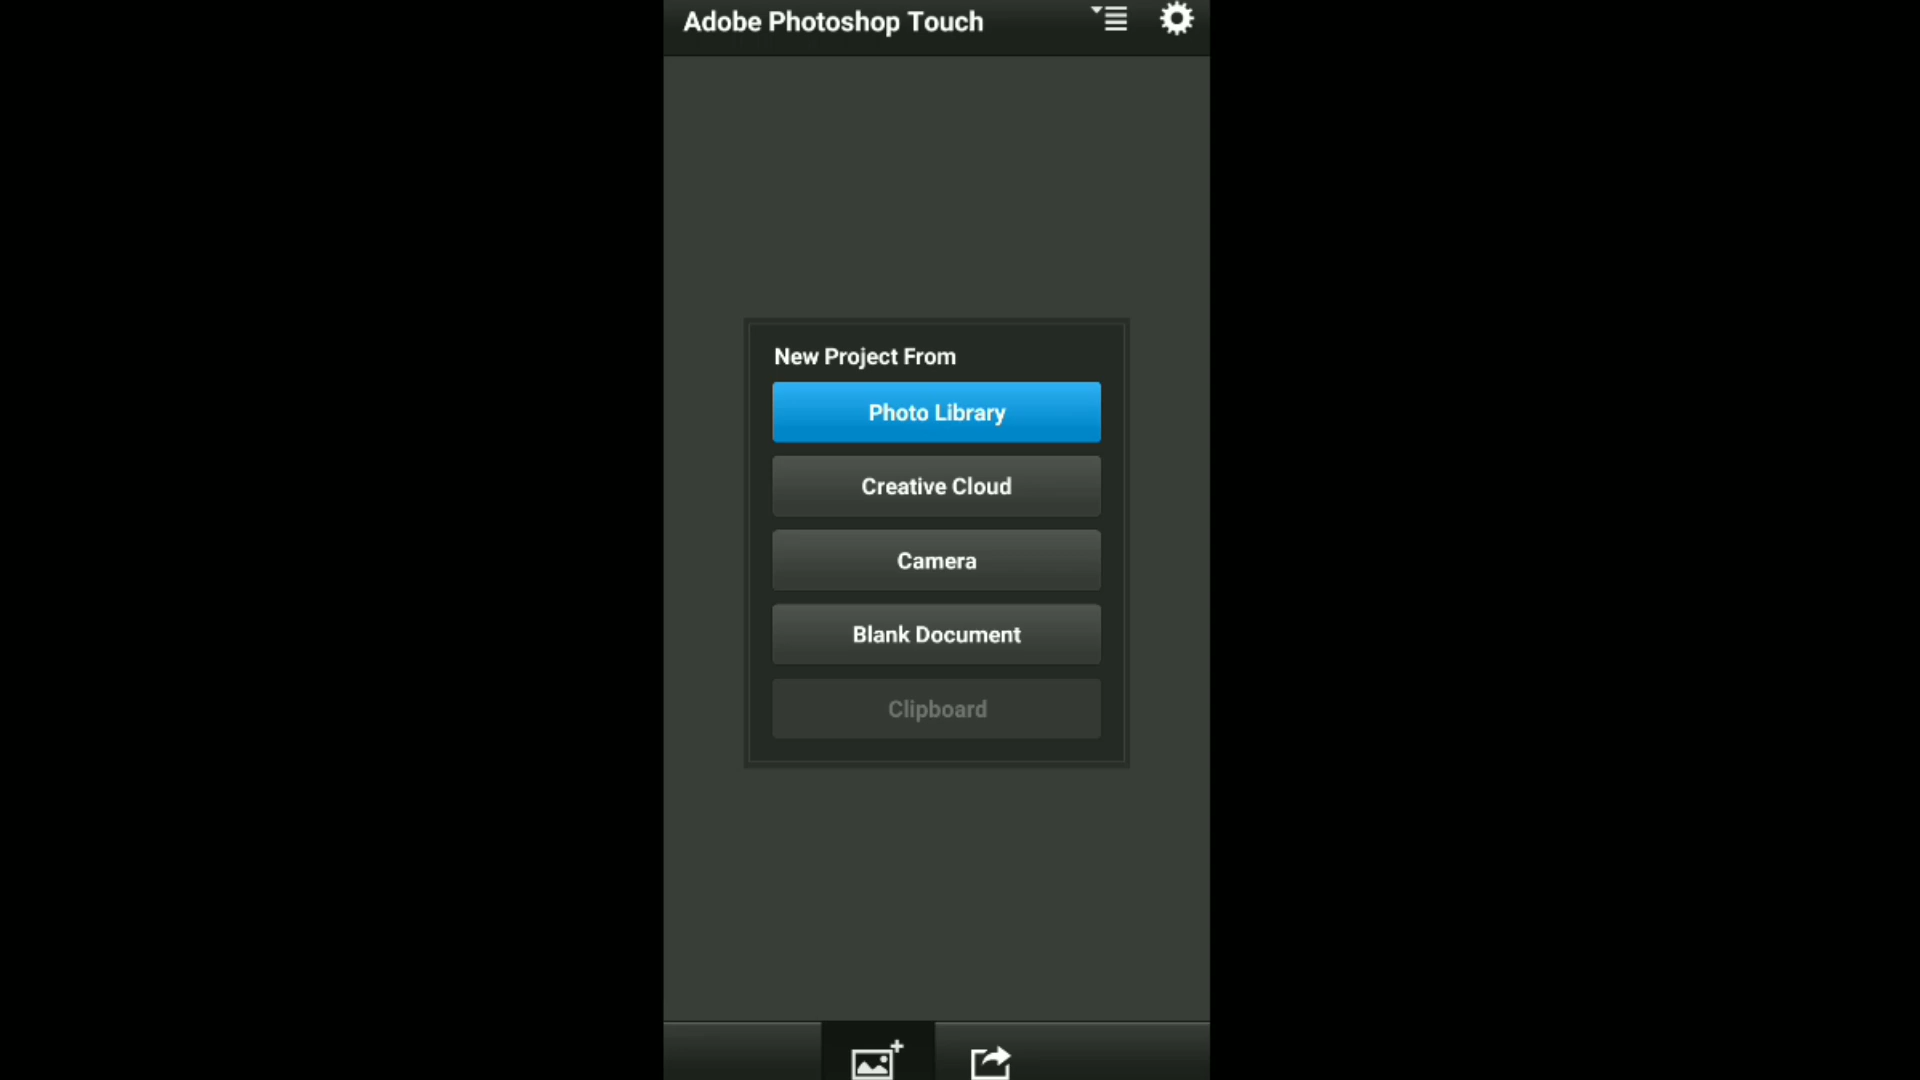 Adobe Photoshop Touch
New Project From
Photo Library
Creative Cloud
Camera
Blank Document
Clipboard